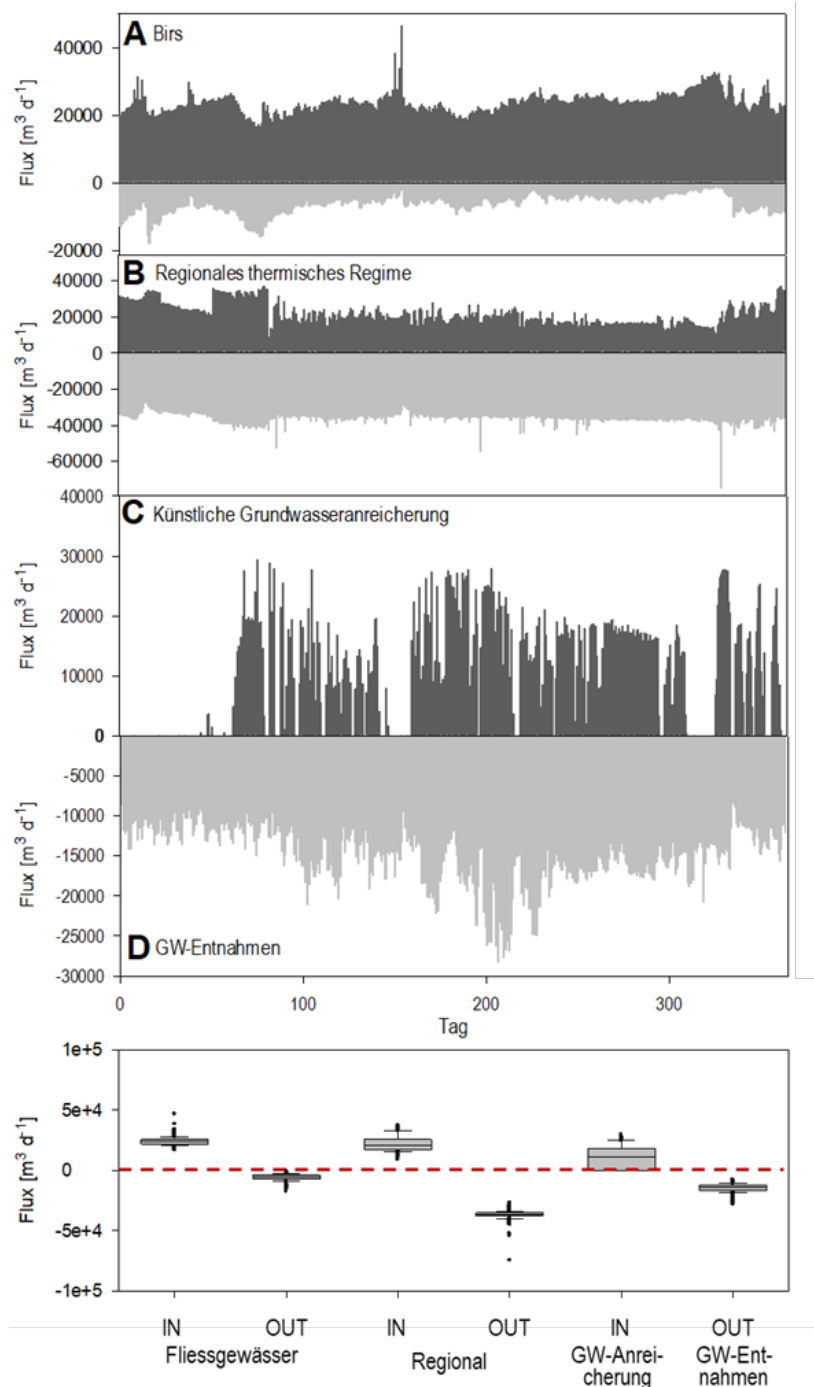 A Birs
Flux [m³ d⁻¹]
40000
20000
0
-20000
B Regionales thermisches Regime
Flux [m³ d⁻¹]
40000
20000
0
-20000
-40000
-60000
C Künstliche Grundwasseranreicherung
Flux [m³ d⁻¹]
40000
30000
20000
10000
0
Flux [m³ d⁻¹]
-5000
-10000
-15000
-20000
-25000
-30000
D GW-Entnahmen
0 100 200 300
Tag
Flux [m³ d⁻¹]
1e+5
5e+4
0
-5e+4
-1e+5
IN OUT IN OUT IN OUT
Fliessgewässer Regional GW-Anrei- GW-Ent-
cherung nahmen